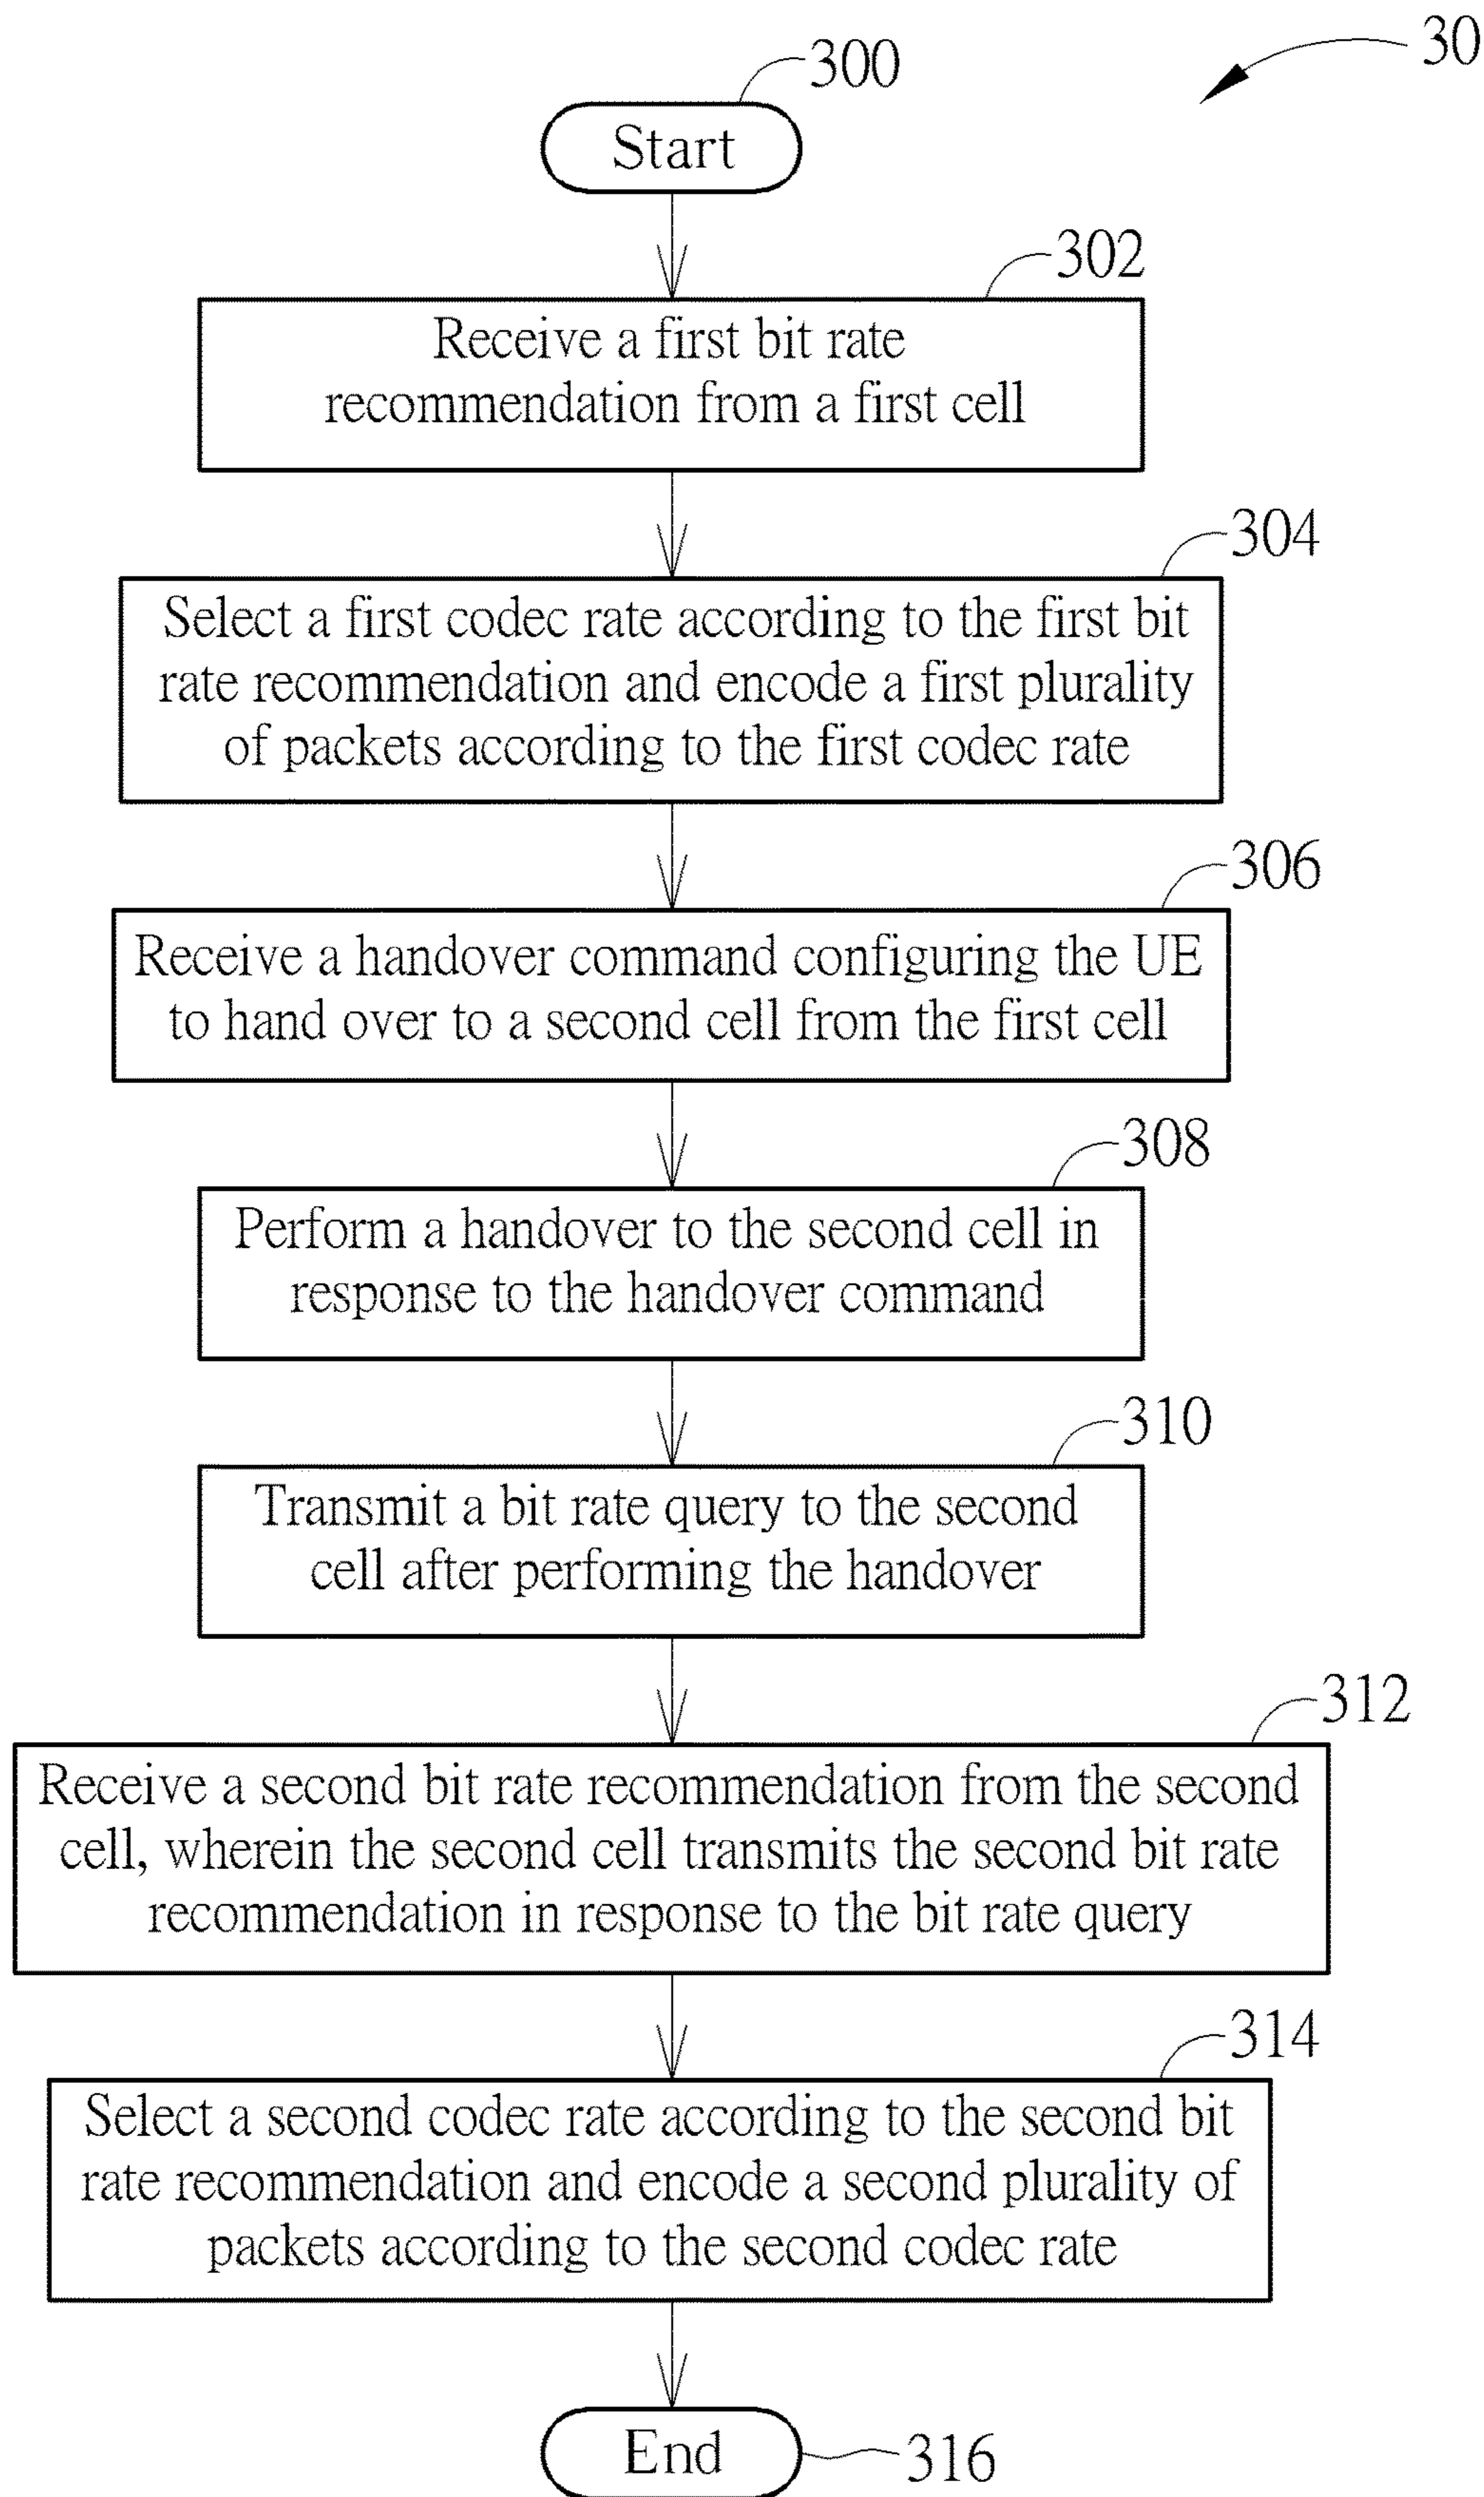 30
300
Start
302
Receive a first bit rate
recommendation from a first cell
304
Select a first codec rate according to the first bit
rate recommendation and encode a first plurality
of packets according to the first codec rate
306
Receive a handover command configuring the UE
to hand over to a second cell from the first cell
308
Perform a handover to the second cell in
response to the handover command
310
Transmit a bit rate query to the second
cell after performing the handover
312
Receive a second bit rate recommendation from the second
cell, wherein the second cell transmits the second bit rate
recommendation in response to the bit rate query
314
Select a second codec rate according to the second bit
rate recommendation and encode a second plurality of
packets according to the second codec rate
End
316